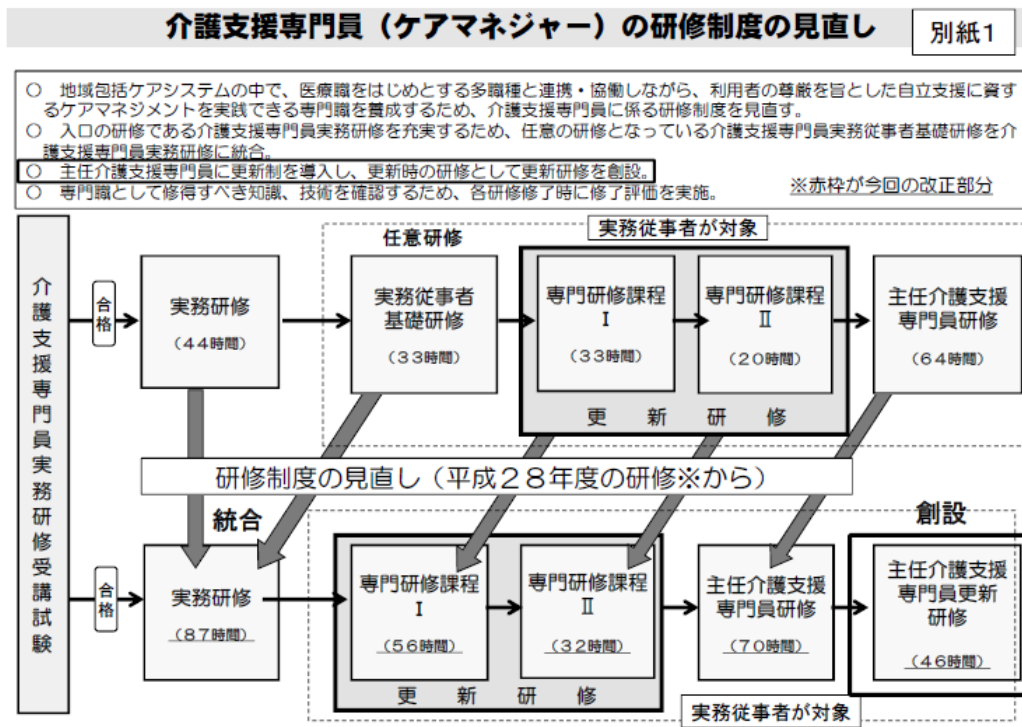 介護支援専門員（ケアマネジャー）の研修制度の見直し
別紙1
○　地域包括ケアシステムの中で、医療職をはじめとする多職種と連携・協働しながら、利用者の尊厳を旨とした自立支援に資す
るケアマネジメントを実践できる専門職を養成するため、介護支援専門員に係る研修制度を見直す。
○　入口の研修である介護支援専門員実務研修を充実するため、任意の研修となっている介護支援専門員実務従事者基礎研修を介
護支援専門員実務研修に統合。
○　主任介護支援専門員に更新制を導入し、更新時の研修として更新研修を創設。
○　専門職として修得すべき知識、技術を確認するため、各研修修了時に修了評価を実施。
※赤枠が今回の改正部分
介護支援専門員実務研修受講試験
実務従事者が対象
任意研修
合格
実務研修
（４４時間）
実務従事者
基礎研修
（３３時間）
専門研修課程
Ⅰ
（３３時間）
専門研修課程
Ⅱ
（２０時間）
主任介護支援
専門員研修
（６４時間）
更　新　研　修
研修制度の見直し（平成２８年度の研修※から）
統合
創設
合格
実務研修
（８７時間）
専門研修課程
Ⅰ
（５６時間）
専門研修課程
Ⅱ
（３２時間）
主任介護支援
専門員研修
（７０時間）
主任介護支援
専門員更新
研修
（４６時間）
更　新　研　修
実務従事者が対象